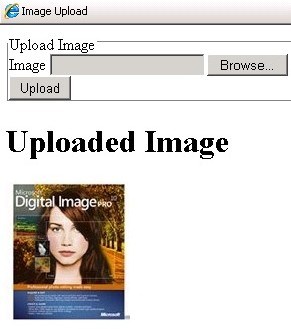 Image Upload
Upload Image
Image Browse...
Upload
Uploaded Image
Microsoft
Digital Image PRO
Professional photo editing made easy
Microsoft